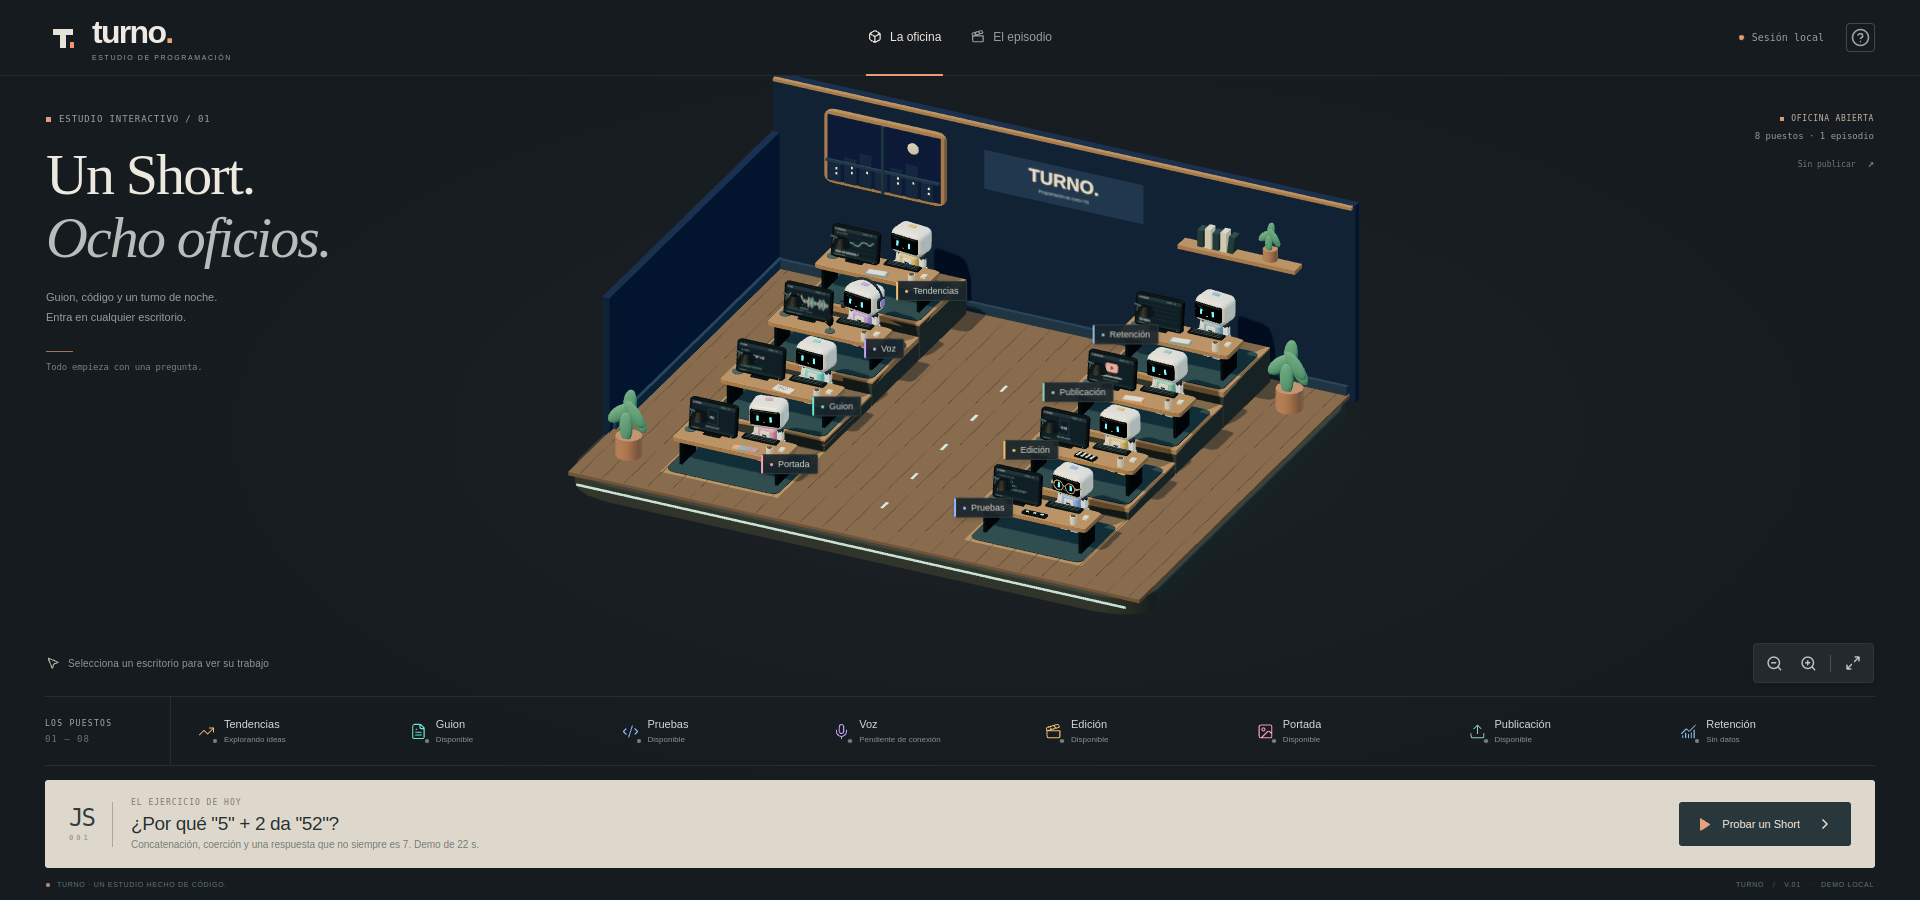 turno.
ESTUDIO DE PROGRAMACIÓN
La oficina
El episodio
Sesión local
ESTUDIO INTERACTIVO / 01
Un Short.
Ocho oficios.
Guion, código y un turno de noche.
Entra en cualquier escritorio.
Todo empieza con una pregunta.
OFICINA ABIERTA
8 puestos · 1 episodio
Sin publicar ↗
TURNO.
Tendencias
Voz
Guion
Portada
Retención
Publicación
Edición
Pruebas
Selecciona un escritorio para ver su trabajo
LOS PUESTOS
01 — 08
Tendencias
Explorando ideas
Guion
Disponible
Pruebas
Disponible
Voz
Pendiente de conexión
Edición
Disponible
Portada
Disponible
Publicación
Disponible
Retención
Sin datos
JS
001
EL EJERCICIO DE HOY
¿Por qué "5" + 2 da "52"?
Concatenación, coerción y una respuesta que no siempre es 7. Demo de 22 s.
Probar un Short
TURNO · UN ESTUDIO HECHO DE CÓDIGO.
TURNO / V.01 · DEMO LOCAL